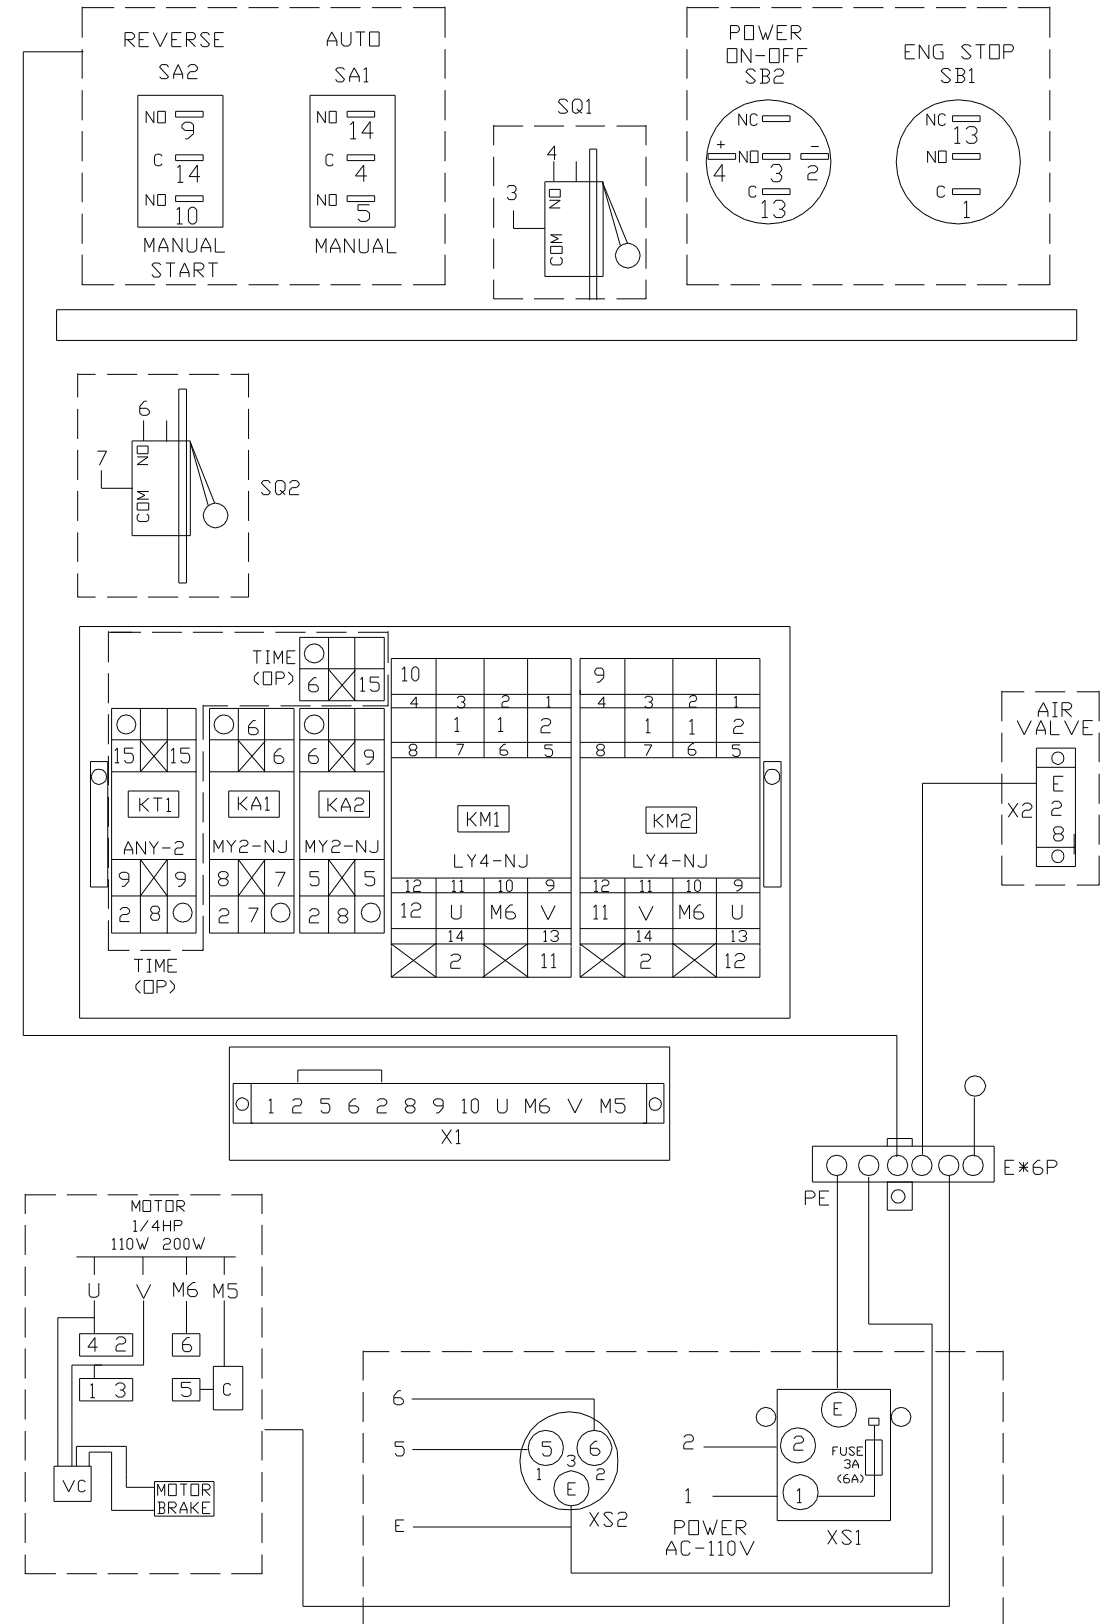 REVERSE
SA2
NO
9
C
14
NO
10
MANUAL
START
AUTO
SA1
NO
14
C
4
NO
5
MANUAL
SQ1
4
3
NO
COM
POWER
ON-OFF
SB2
NC
+
4
NO
3
-
2
C
13
ENG STOP
SB1
NC
13
NO
C
1
6
7
NO
COM
SQ2
TIME
(OP)
6 15
15 15
KT1
ANY-2
9 9
2 8
TIME
(OP)
6
6
KA1
MY2-NJ
8 7
2 7
6 9
KA2
MY2-NJ
5 5
2 8
10
4 3 2 1
1 1 2
8 7 6 5
KM1
LY4-NJ
12 11 10 9
12 U M6 V
14 13
2 11
9
4 3 2 1
1 1 2
8 7 6 5
KM2
LY4-NJ
12 11 10 9
11 V M6 U
14 13
2 12
AIR
VALVE
X2
E
2
8
1 2 5 6 2 8 9 10 U M6 V M5
X1
E*6P
PE
MOTOR
1/4HP
110W 200W
U V M6 M5
4 2
6
1 3
5
C
VC
MOTOR
BRAKE
6
5
E
5
6
1
3
2
E
XS2
2
1
POWER
AC-110V
E
2
1
FUSE
3A
(6A)
XS1